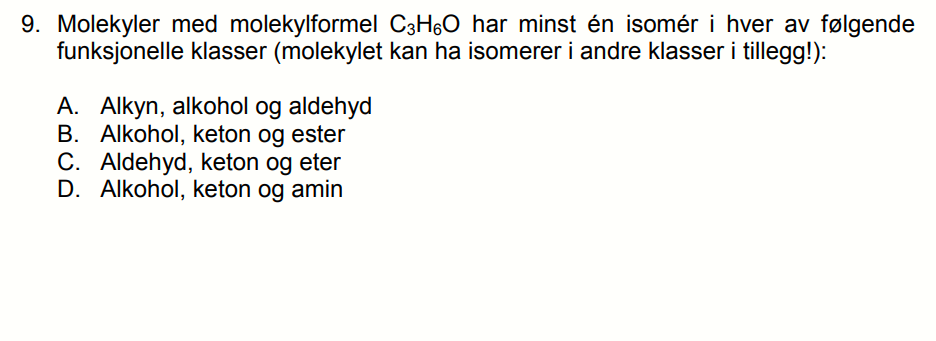 9. Molekyler med molekylformel C₃H₆O har minst én isomér i hver av følgende
funksjonelle klasser (molekylet kan ha isomerer i andre klasser i tillegg!):
A. Alkyn, alkohol og aldehyd
B. Alkohol, keton og ester
C. Aldehyd, keton og eter
D. Alkohol, keton og amin